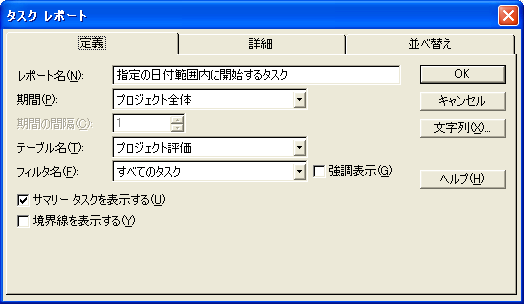 タスク レポート
定義 詳細 並べ替え
レポート名(N): 指定の日付範囲内に開始するタスク OK
期間(P): プロジェクト全体 キャンセル
期間の間隔(C): 1 文字列(X)...
テーブル名(T): プロジェクト評価
フィルタ名(F): すべてのタスク 強調表示(G) ヘルプ(H)
サマリー タスクを表示する(U)
境界線を表示する(Y)